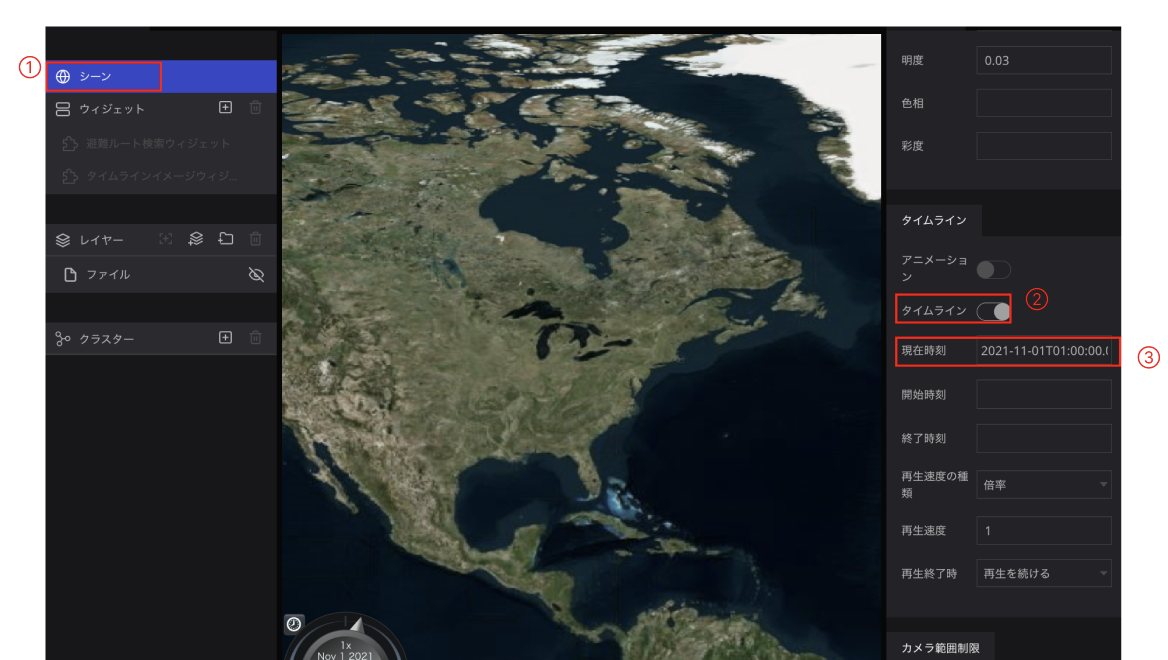 ①
シーン
ウィジェット
避難ルート検索ウィジェット
タイムラインイメージウィジ...
レイヤー
ファイル
クラスター
1x
Nov 1 2021
明度
0.03
色相
彩度
タイムライン
アニメーショ
ン
タイムライン
②
現在時刻
2021-11-01T01:00:00.(
③
開始時刻
終了時刻
再生速度の種
類
倍率
再生速度
1
再生終了時
再生を続ける
カメラ範囲制限